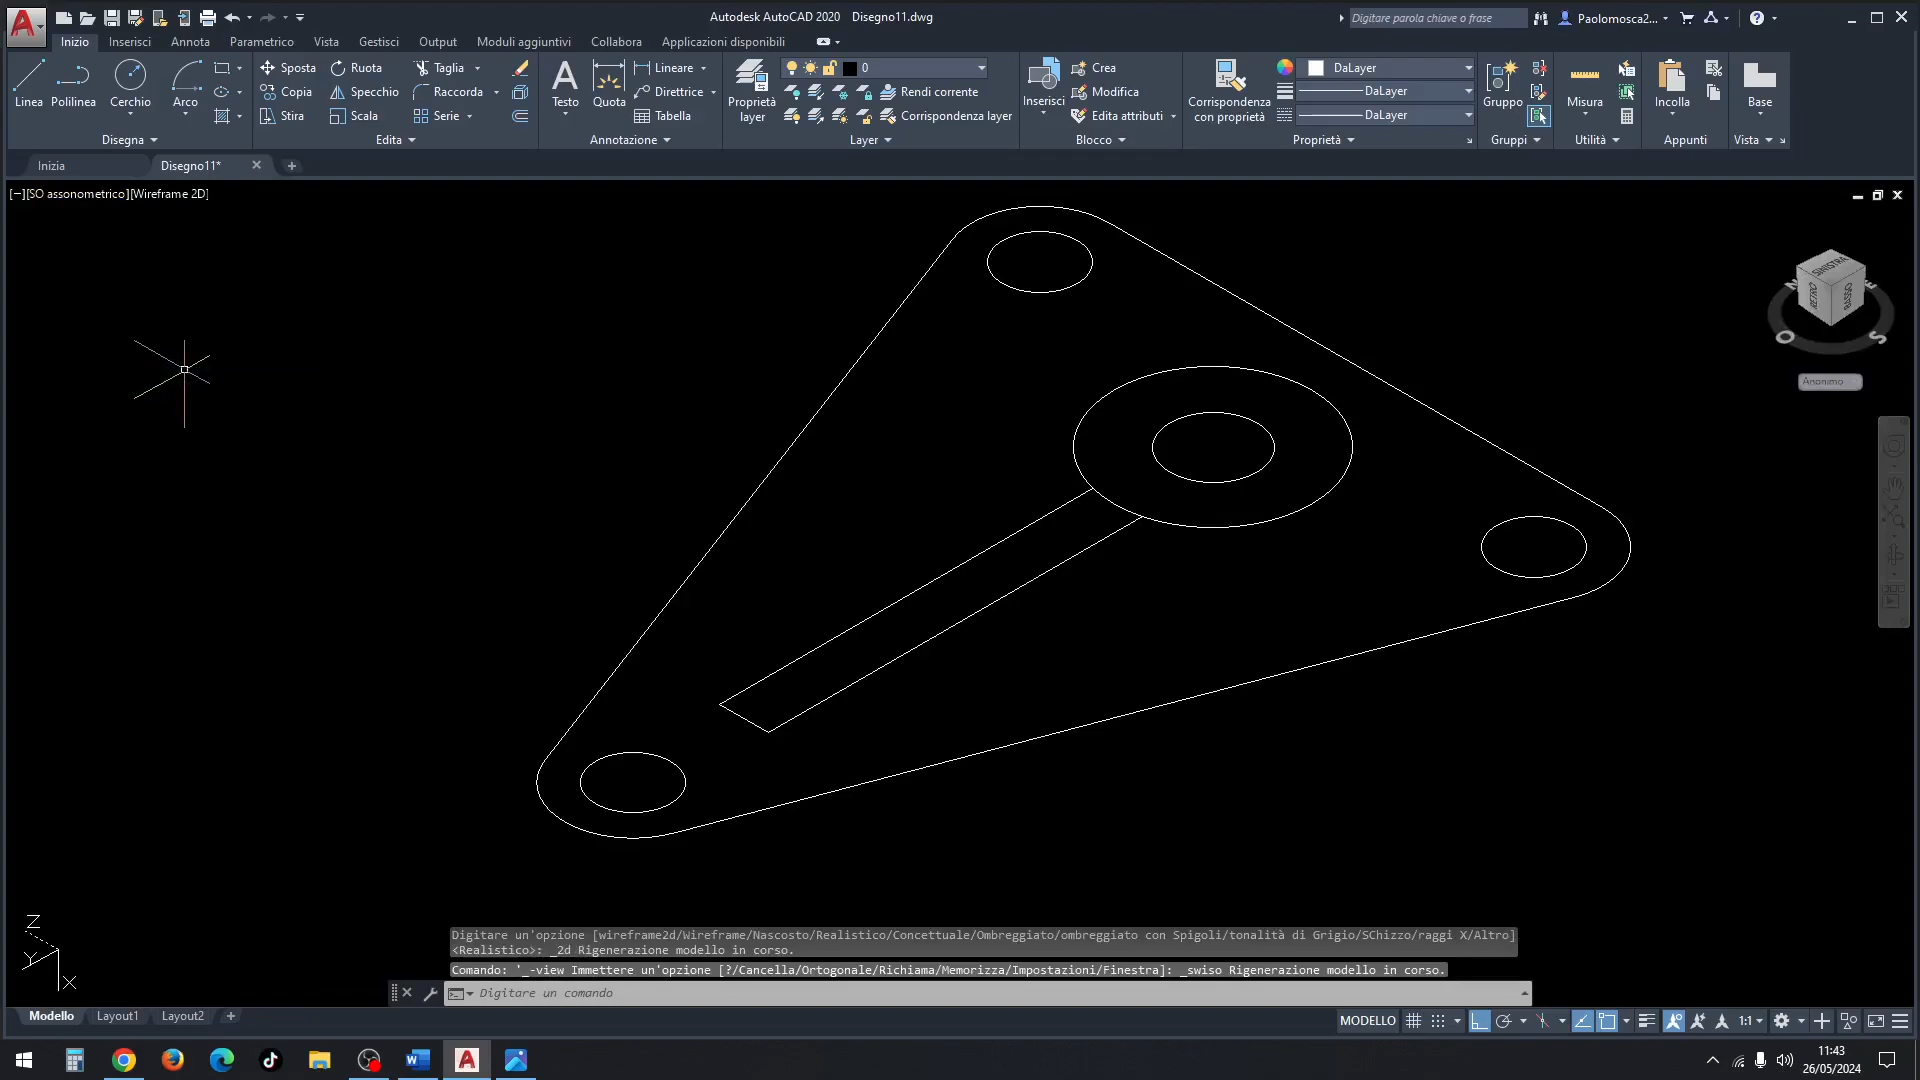 Autodesk AutoCAD 2020 Disegno11.dwg
Digitare parola chiave o frase
Paolomosca2...
Inizio Inserisci Annota Parametrico Vista Gestisci Output Moduli aggiuntivi Collabora Applicazioni disponibili
Linea Polilinea Cerchio Arco
Sposta Ruota Taglia
Copia Specchio Raccorda
Stira Scala Serie
Testo Quota
Lineare
Direttrice
Tabella
Proprietà layer
0
Rendi corrente
Corrispondenza layer
Inserisci
Crea
Modifica
Edita attributi
Corrispondenza con proprietà
DaLayer
DaLayer
DaLayer
Gruppo
Misura
Incolla
Base
Disegna Edita Annotazione Layer Blocco Proprietà Gruppi Utilità Appunti Vista
Inizia Disegno11*
[−][SO assonometrico][Wireframe 2D]
SINISTRA
RETRO
BASSO
N E
O S
Anonimo
Z
Y
X
Digitare un'opzione [wireframe2d/Wireframe/Nascosto/Realistico/Concettuale/Ombreggiato/ombreggiato con Spigoli/tonalità di Grigio/SChizzo/raggi X/Altro]
<Realistico>: _2d Rigenerazione modello in corso.
Comando: '_-view Immettere un'opzione [?/Cancella/Ortogonale/Richiama/Memorizza/Impostazioni/Finestra]: _swiso Rigenerazione modello in corso.
Digitare un comando
Modello Layout1 Layout2
MODELLO
1:1
11:43
26/05/2024